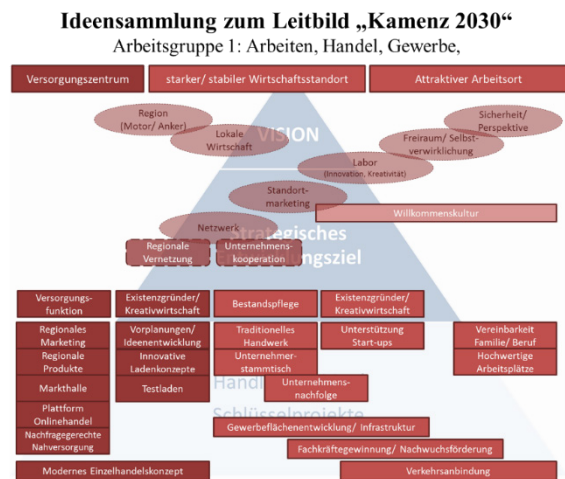 Ideensammlung zum Leitbild „Kamenz 2030“
Arbeitsgruppe 1: Arbeiten, Handel, Gewerbe,
Versorgungszentrum
starker/ stabiler Wirtschaftsstandort
Attraktiver Arbeitsort
Region
(Motor/ Anker)
Lokale
Wirtschaft
VISION
Sicherheit/
Perspektive
Freiraum/ Selbst-
verwirklichung
Labor
(Innovation, Kreativität)
Standort-
marketing
Willkommenskultur
Netzwerk
Strategisches
Regionale
Vernetzung
Unternehmens-
kooperation
Versorgungs-
funktion
Existenzgründer/
Kreativwirtschaft
Bestandspflege
Existenzgründer/
Kreativwirtschaft
Regionales
Marketing
Vorplanungen/
Ideenentwicklung
Traditionelles
Handwerk
Unterstützung
Start-ups
Vereinbarkeit
Familie/ Beruf
Regionale
Produkte
Innovative
Ladenkonzepte
Unternehmer-
stammtisch
Hochwertige
Arbeitsplätze
Markthalle
Testladen
Unternehmens-
nachfolge
Plattform
Onlinehandel
Schlüsselprojekte
Gewerbeflächenentwicklung/ Infrastruktur
Nachfragegerechte
Nahversorgung
Fachkräftegewinnung/ Nachwuchsförderung
Modernes Einzelhandelskonzept
Verkehrsanbindung